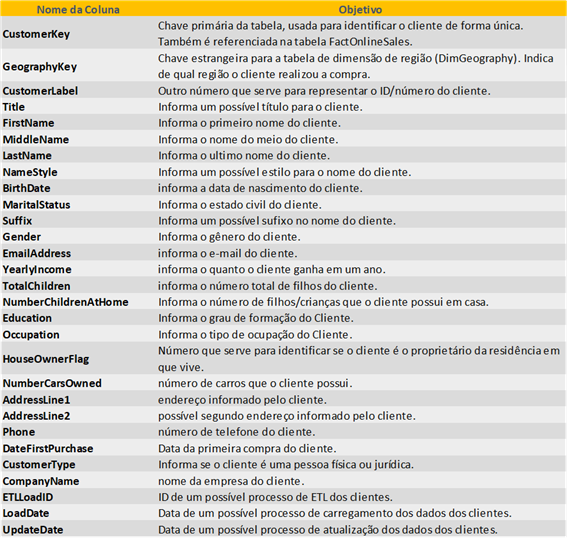 Nome da Coluna Objetivo
CustomerKey Chave primária da tabela, usada para identificar o cliente de forma única.
Também é referenciada na tabela FactOnlineSales.
GeographyKey Chave estrangeira para a tabela de dimensão de região (DimGeography). Indica
de qual região o cliente realizou a compra.
CustomerLabel Outro número que serve para representar o ID/número do cliente.
Title Informa um possível título para o cliente.
FirstName Informa o primeiro nome do cliente.
MiddleName Informa o nome do meio do cliente.
LastName Informa o ultimo nome do cliente.
NameStyle Informa um possível estilo para o nome do cliente.
BirthDate informa a data de nascimento do cliente.
MaritalStatus Informa o estado civil do cliente.
Suffix Informa um possível sufixo no nome do cliente.
Gender Informa o gênero do cliente.
EmailAddress informa o e-mail do cliente.
YearlyIncome informa o quanto o cliente ganha em um ano.
TotalChildren informa o número total de filhos do cliente.
NumberChildrenAtHome Informa o número de filhos/crianças que o cliente possui em casa.
Education Informa o grau de formação do Cliente.
Occupation Informa o tipo de ocupação do Cliente.
HouseOwnerFlag Número que serve para identificar se o cliente é o proprietário da residência em
que vive.
NumberCarsOwned número de carros que o cliente possui.
AddressLine1 endereço informado pelo cliente.
AddressLine2 possível segundo endereço informado pelo cliente.
Phone número de telefone do cliente.
DateFirstPurchase Data da primeira compra do cliente.
CustomerType Informa se o cliente é uma pessoa física ou jurídica.
CompanyName nome da empresa do cliente.
ETLLoadID ID de um possível processo de ETL dos clientes.
LoadDate Data de um possível processo de carregamento dos dados dos clientes.
UpdateDate Data de um possível processo de atualização dos dados dos clientes.